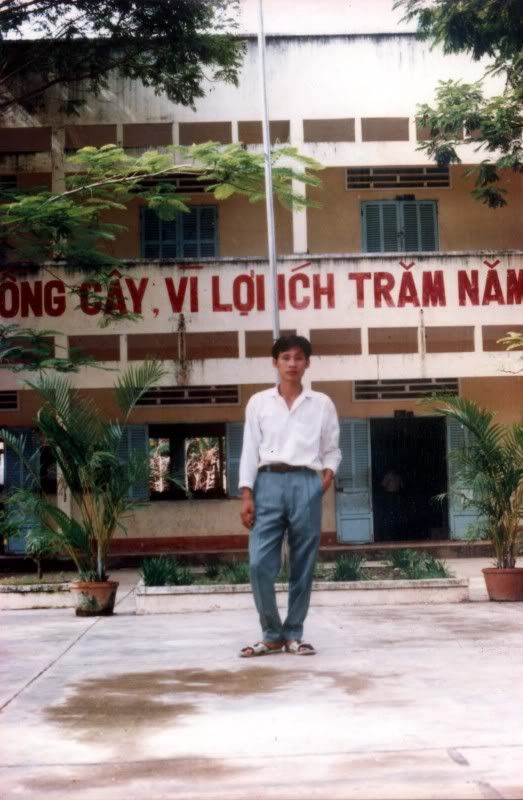 ỒNG CÂY, VÌ LỢI ÍCH TRĂM NĂM